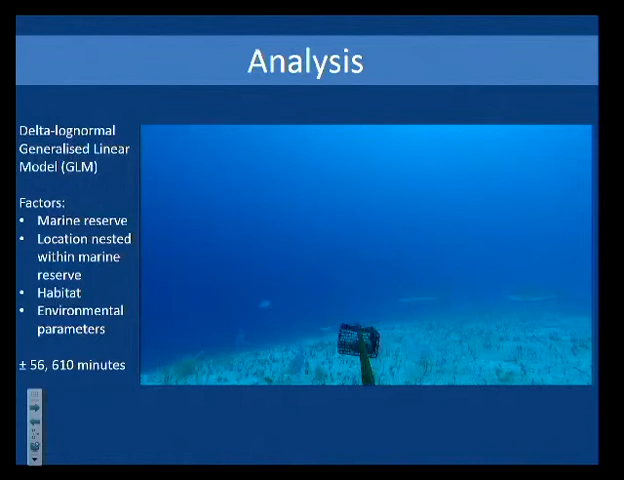 Analysis
Delta-lognormal
Generalised Linear
Model (GLM)
Factors:
• Marine reserve
• Location nested
within marine
reserve
• Habitat
• Environmental
parameters
± 56, 610 minutes